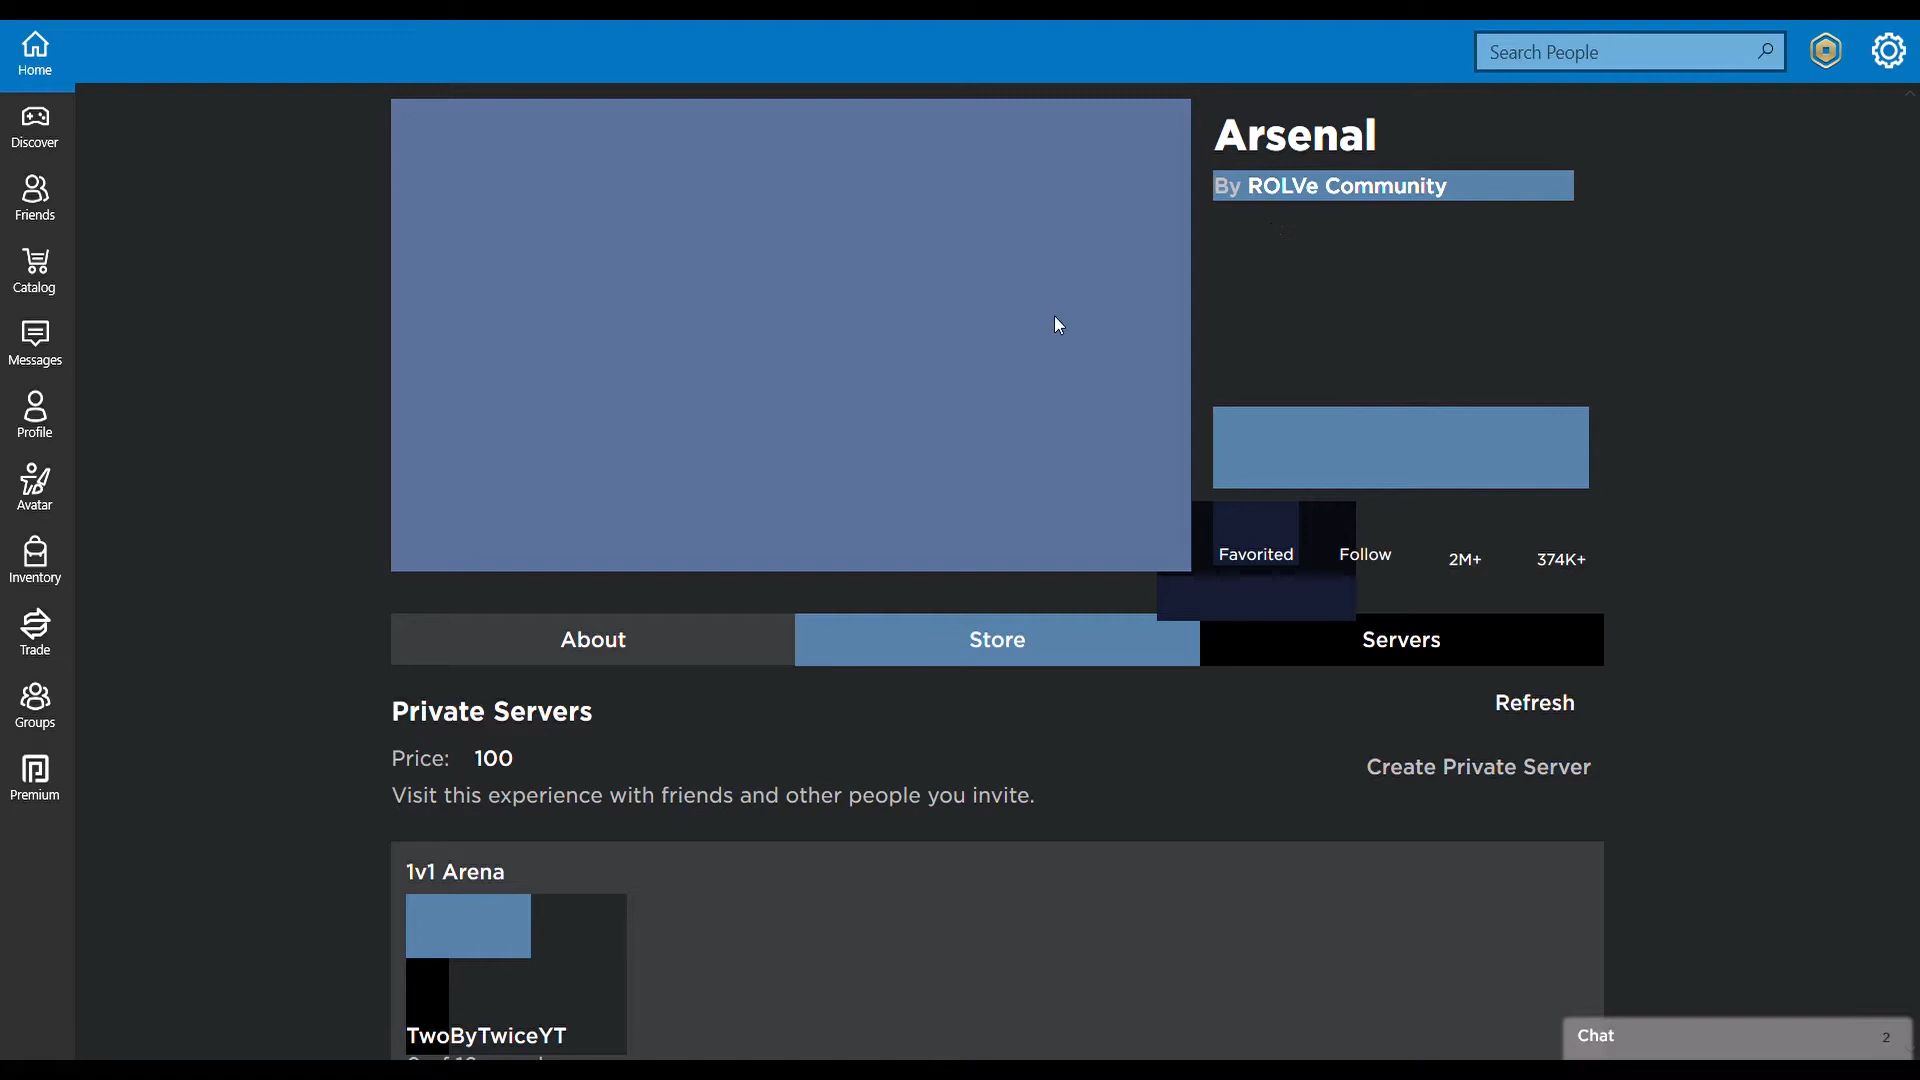 Home
Search People
Discover
Friends
Catalog
Messages
Profile
Avatar
Inventory
Trade
Groups
Premium
Arsenal
By ROLVe Community
Favorited
Follow
2M+
374K+
About
Store
Servers
Private Servers
Refresh
Price: 100
Create Private Server
Visit this experience with friends and other people you invite.
1v1 Arena
TwoByTwiceYT
Chat
2